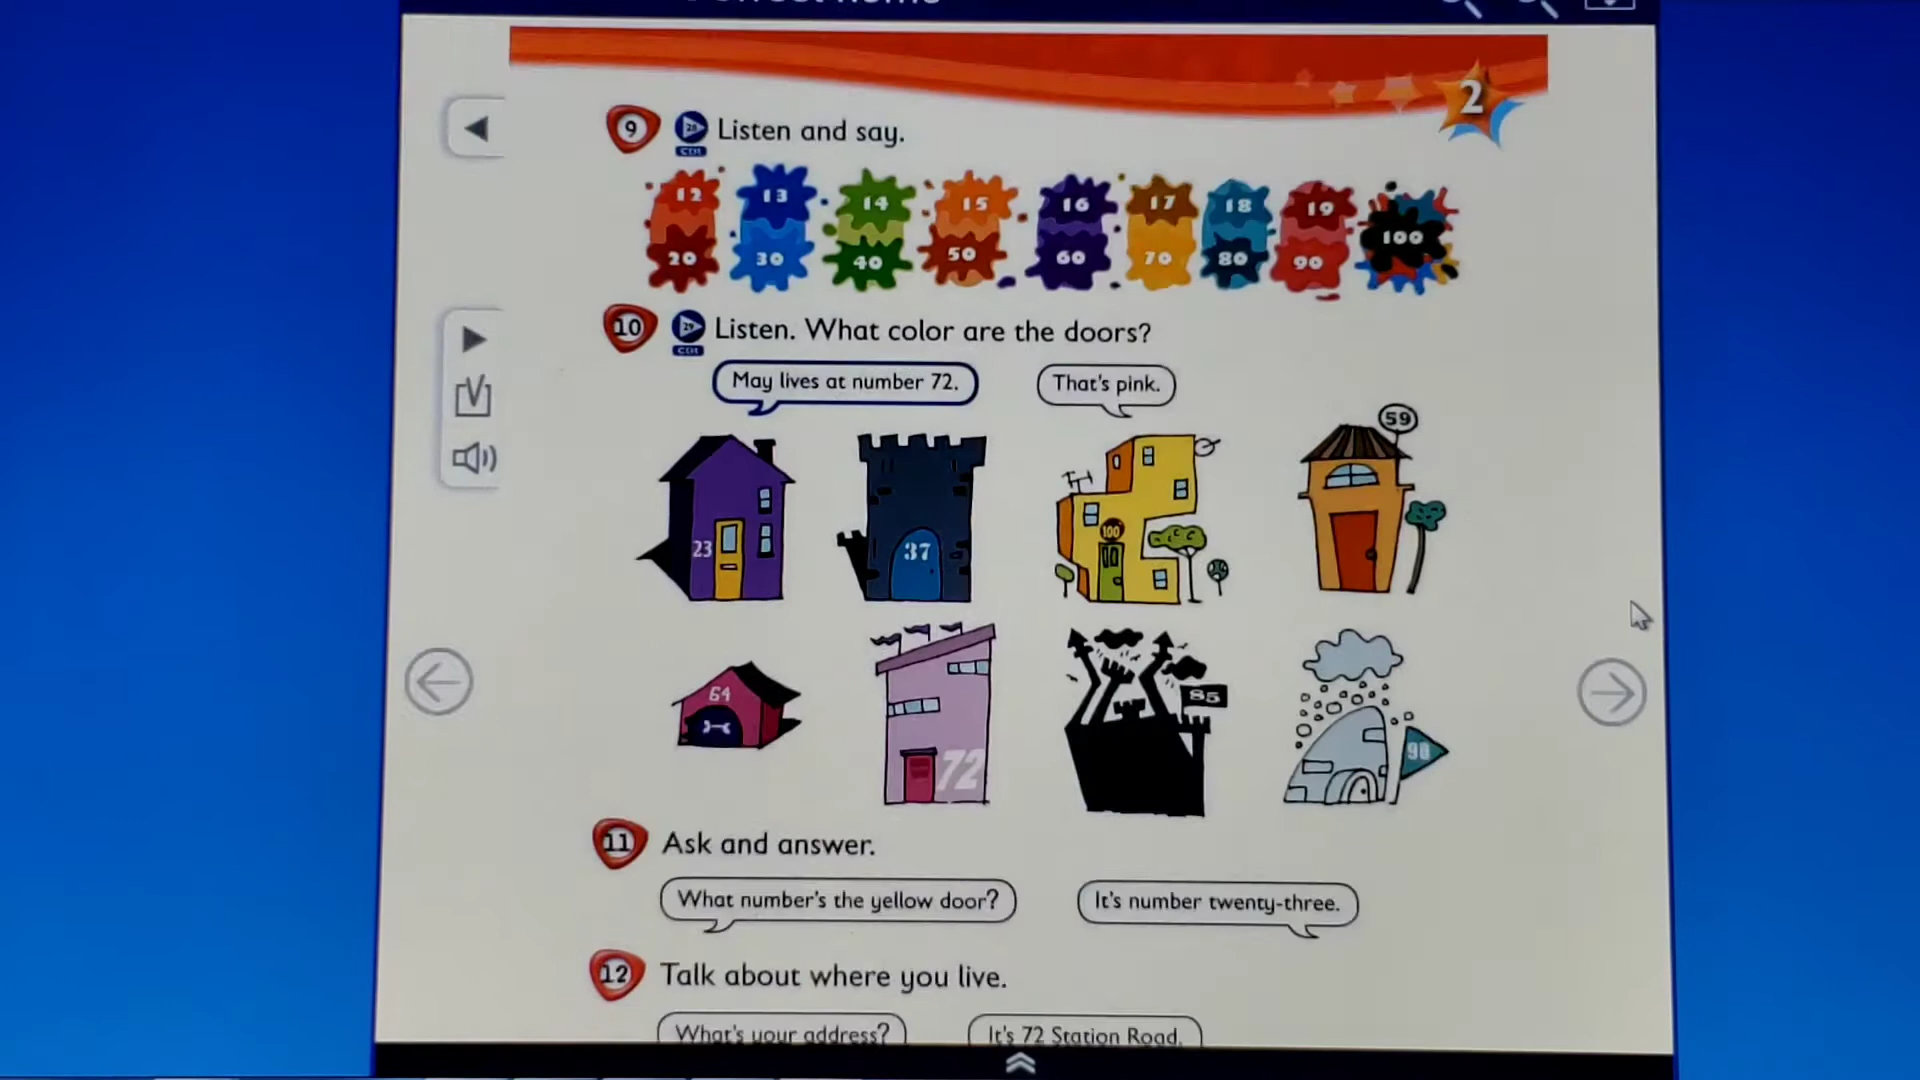 2
9 Listen and say.
12 13 14 15 16 17 18 19 100
20 30 40 50 60 70 80 90
10 Listen. What color are the doors?
May lives at number 72.
That's pink.
59
23
37
100
64
72
85
98
11 Ask and answer.
What number's the yellow door?
It's number twenty-three.
12 Talk about where you live.
What's your address?
It's 72 Station Road.